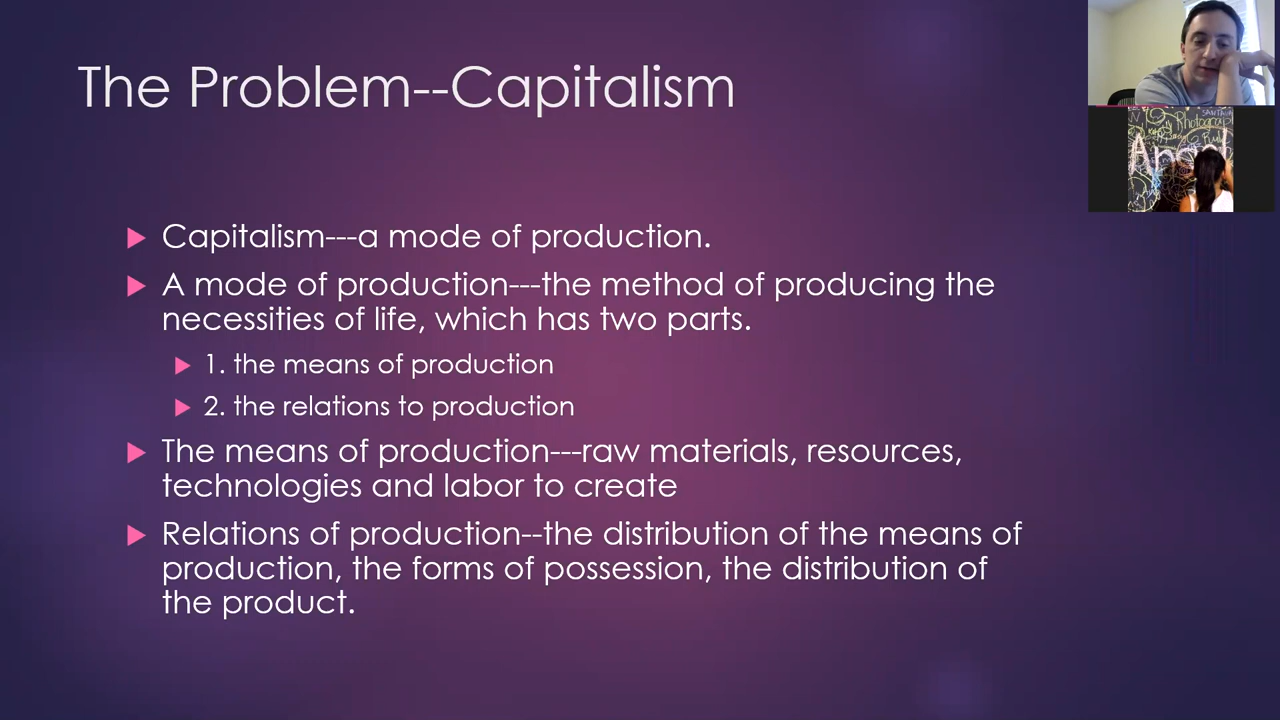 The Problem--Capitalism
Capitalism---a mode of production.
A mode of production---the method of producing the
necessities of life, which has two parts.
1. the means of production
2. the relations to production
The means of production---raw materials, resources,
technologies and labor to create
Relations of production--the distribution of the means of
production, the forms of possession, the distribution of
the product.